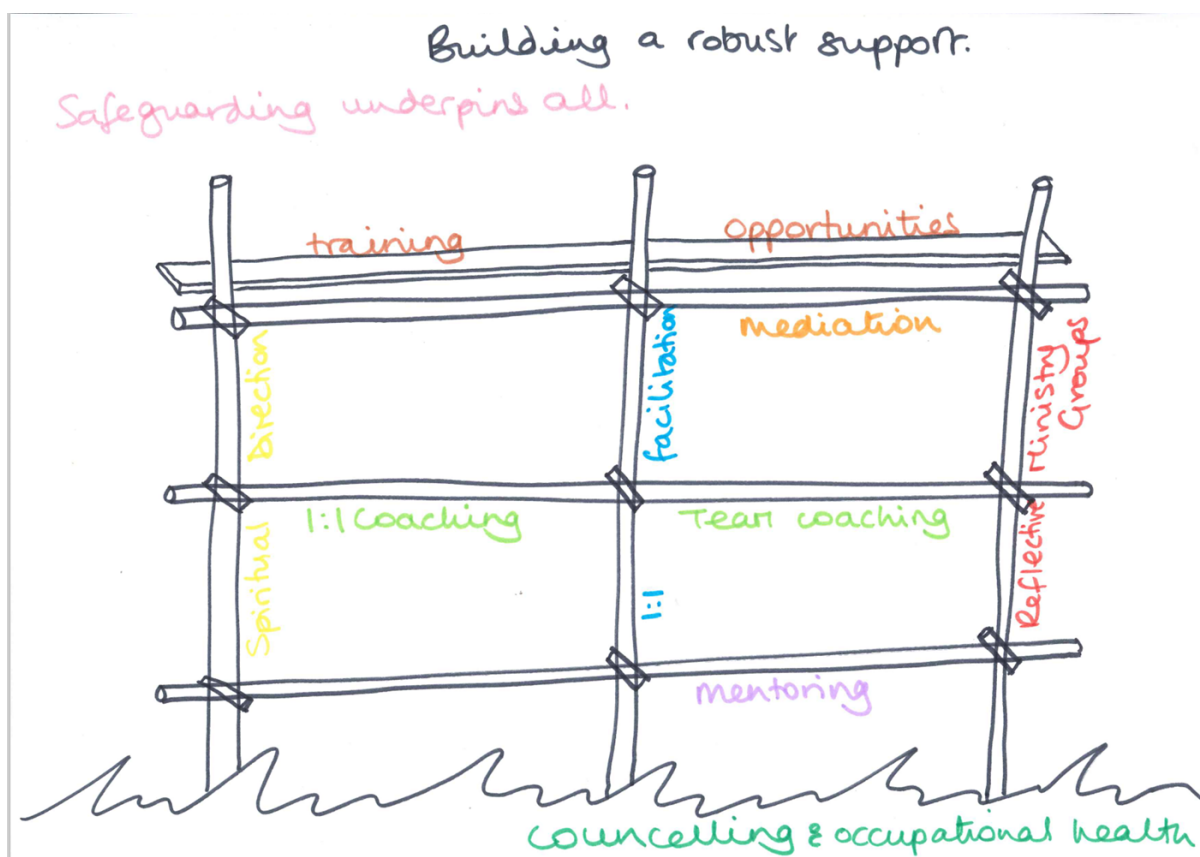 Building a robust support.
Safeguarding underpins all.
training opportunities
mediation
Spiritual Direction
1:1 facilitation
Reflective Ministry
Groups
1:1 Coaching
Team coaching
mentoring
councelling & occupational health